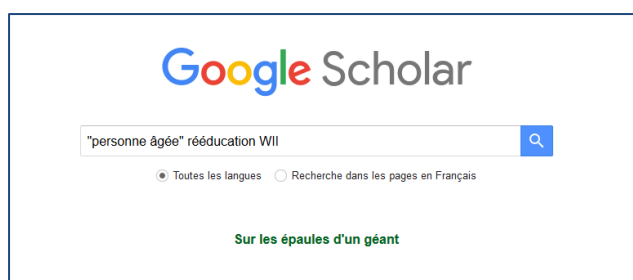 Google Scholar
"personne âgée" rééducation WII
Toutes les langues Recherche dans les pages en Français
Sur les épaules d'un géant